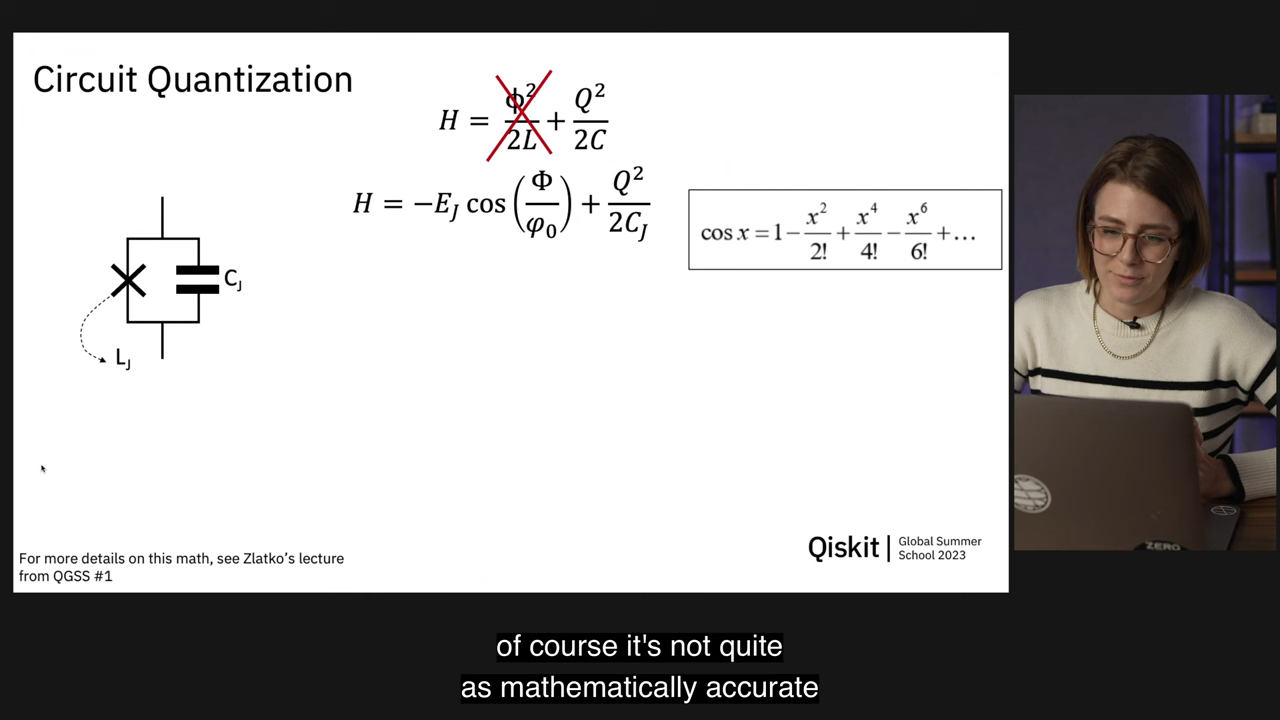 Circuit Quantization
H = ϕ²/2L + Q²/2C
H = −E_J cos(Φ/φ₀) + Q²/2C_J
cos x = 1 − x²/2! + x⁴/4! − x⁶/6! + …
C_J
L_J
For more details on this math, see Zlatko’s lecture
from QGSS #1
Qiskit | Global Summer
School 2023
ZERO
of course it's not quite
as mathematically accurate